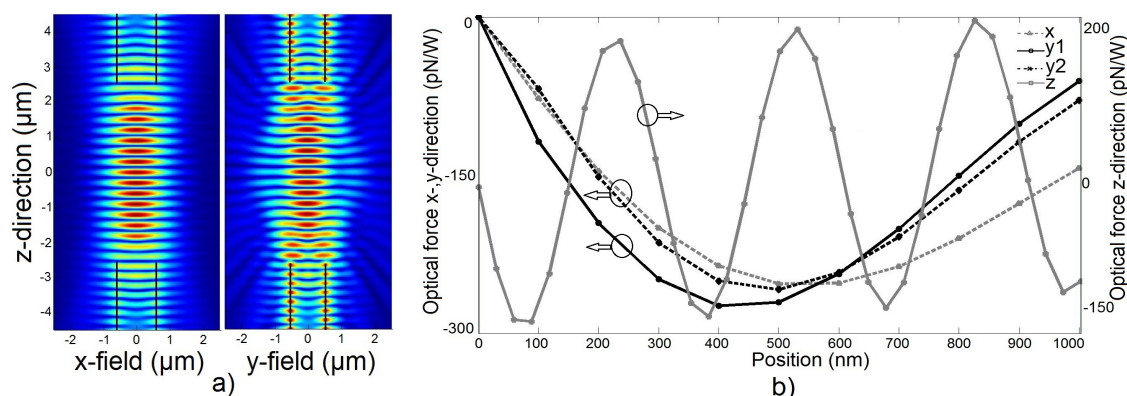 4
3
2
1
0
-1
-2
-3
-4
z-direction (µm)
-2 -1 0 1 2
-2 -1 0 1 2
x-field (µm) y-field (µm)
a)
0
-150
-300
Optical force x-,y-direction (pN/W)
200
0
-150
Optical force z-direction (pN/W)
x
y1
y2
z
0 100 200 300 400 500 600 700 800 900 1000
Position (nm)
b)